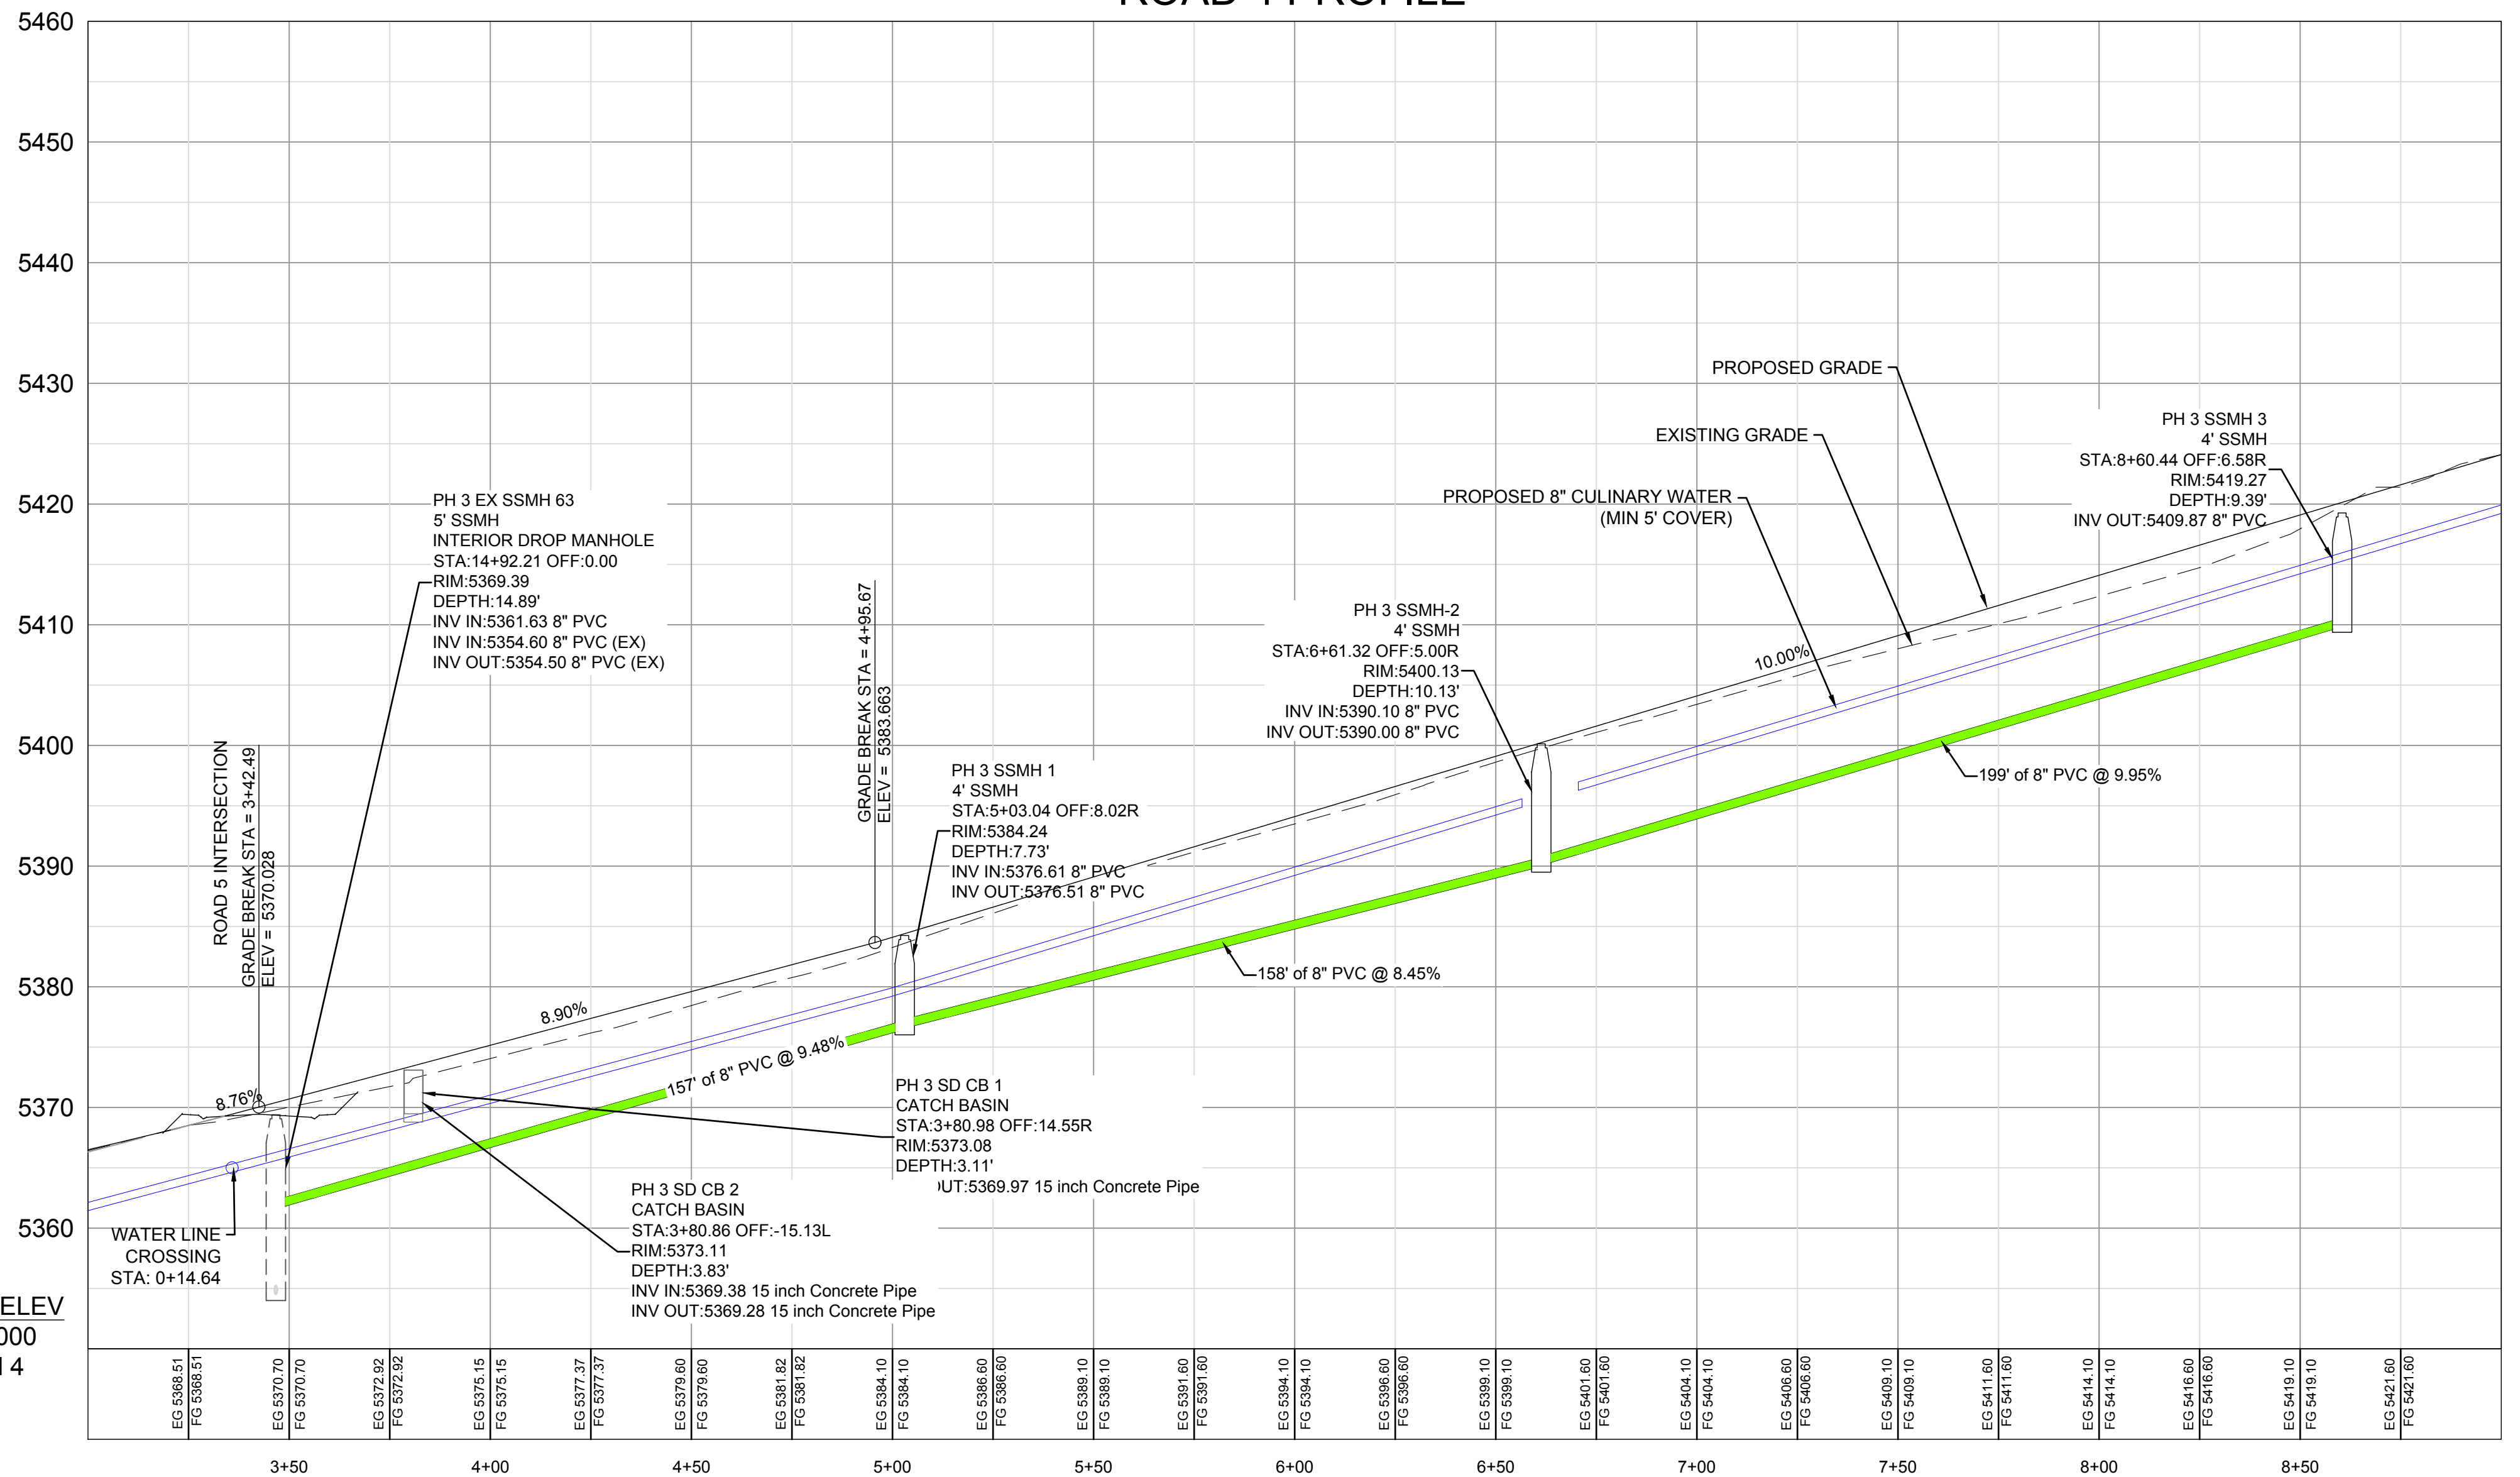 ROAD 4 PROFILE
5460
5450
5440
5430
5420
5410
5400
5390
5380
5370
5360
ELEV
000
4
PH 3 EX SSMH 63
5' SSMH
INTERIOR DROP MANHOLE
STA:14+92.21 OFF:0.00
RIM:5369.39
DEPTH:14.89'
INV IN:5361.63 8" PVC
INV IN:5354.60 8" PVC (EX)
INV OUT:5354.50 8" PVC (EX)
ROAD 5 INTERSECTION
GRADE BREAK STA = 3+42.49
ELEV = 5370.028
8.76%
WATER LINE
CROSSING
STA: 0+14.64
8.90%
157' of 8" PVC @ 9.48%
GRADE BREAK STA = 4+95.67
ELEV = 5383.663
PH 3 SSMH 1
4' SSMH
STA:5+03.04 OFF:8.02R
RIM:5384.24
DEPTH:7.73'
INV IN:5376.61 8" PVC
INV OUT:5376.51 8" PVC
PH 3 SD CB 1
CATCH BASIN
STA:3+80.98 OFF:14.55R
RIM:5373.08
DEPTH:3.11'
OUT:5369.97 15 inch Concrete Pipe
PH 3 SD CB 2
CATCH BASIN
STA:3+80.86 OFF:-15.13L
RIM:5373.11
DEPTH:3.83'
INV IN:5369.38 15 inch Concrete Pipe
INV OUT:5369.28 15 inch Concrete Pipe
PH 3 SSMH-2
4' SSMH
STA:6+61.32 OFF:5.00R
RIM:5400.13
DEPTH:10.13'
INV IN:5390.10 8" PVC
INV OUT:5390.00 8" PVC
158' of 8" PVC @ 8.45%
PROPOSED GRADE
EXISTING GRADE
PROPOSED 8" CULINARY WATER
(MIN 5' COVER)
10.00%
199' of 8" PVC @ 9.95%
PH 3 SSMH 3
4' SSMH
STA:8+60.44 OFF:6.58R
RIM:5419.27
DEPTH:9.39'
INV OUT:5409.87 8" PVC
EG 5368.51
FG 5368.51
EG 5370.70
FG 5370.70
EG 5372.92
FG 5372.92
EG 5375.15
FG 5375.15
EG 5377.37
FG 5377.37
EG 5379.60
FG 5379.60
EG 5381.82
FG 5381.82
EG 5384.10
FG 5384.10
EG 5386.60
FG 5386.60
EG 5389.10
FG 5389.10
EG 5391.60
FG 5391.60
EG 5394.10
FG 5394.10
EG 5396.60
FG 5396.60
EG 5399.10
FG 5399.10
EG 5401.60
FG 5401.60
EG 5404.10
FG 5404.10
EG 5406.60
FG 5406.60
EG 5409.10
FG 5409.10
EG 5411.60
FG 5411.60
EG 5414.10
FG 5414.10
EG 5416.60
FG 5416.60
EG 5419.10
FG 5419.10
EG 5421.60
FG 5421.60
3+50
4+00
4+50
5+00
5+50
6+00
6+50
7+00
7+50
8+00
8+50